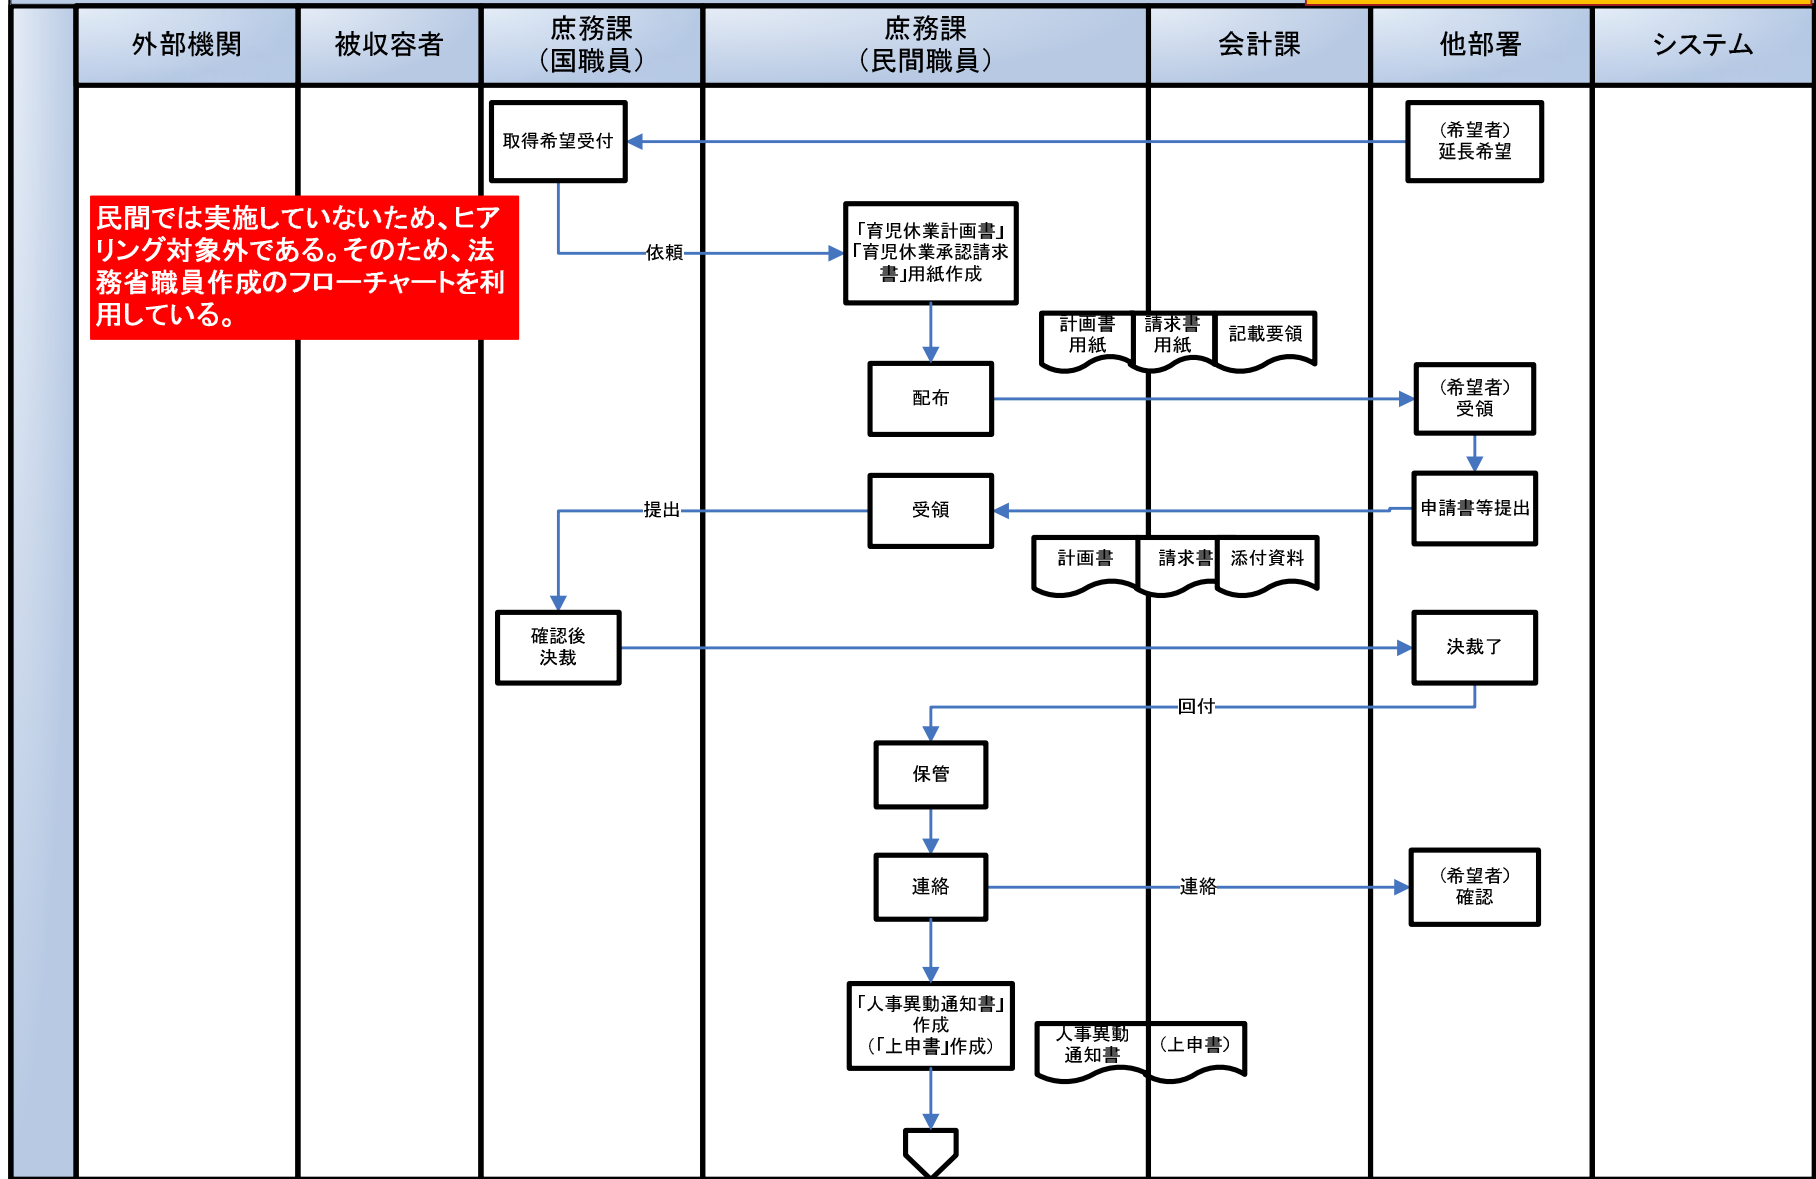 外部機関
被収容者
庶務課
（国職員）
庶務課
（民間職員）
会計課
他部署
システム
取得希望受付
（希望者）
延長希望
民間では実施していないため、ヒア
リング対象外である。そのため、法
務省職員作成のフローチャートを利
用している。
依頼
「育児休業計画書」
「育児休業承認請求
書」用紙作成
計画書
用紙
請求書
用紙
記載要領
配布
（希望者）
受領
提出
受領
申請書等提出
計画書
請求書
添付資料
確認後
決裁
決裁了
回付
保管
連絡
連絡
（希望者）
確認
「人事異動通知書」
作成
（「上申書」作成）
人事異動
通知書
（上申書）